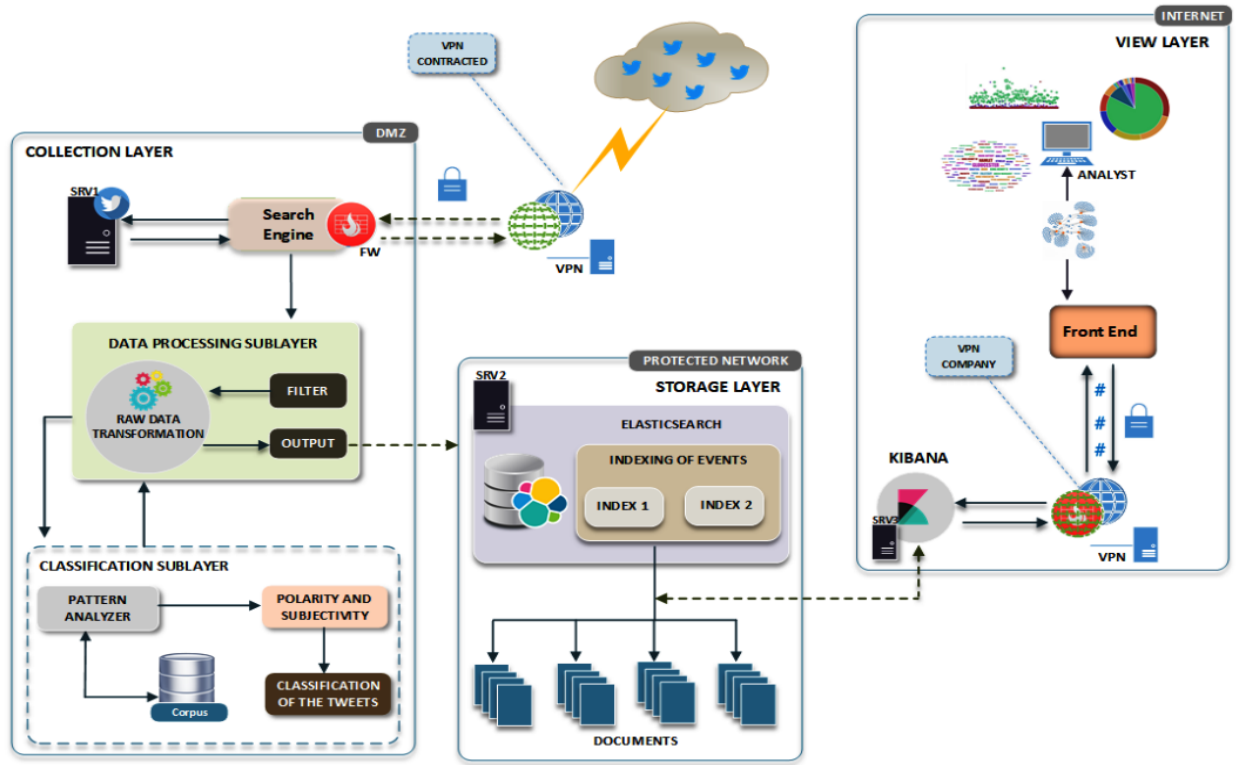 INTERNET
VIEW LAYER
VPN
CONTRACTED
DMZ
COLLECTION LAYER
SRV1
Search
Engine
FW
VPN
ANALYST
Front End
VPN
COMPANY
#
#
#
KIBANA
SRV3
VPN
DATA PROCESSING SUBLAYER
FILTER
RAW DATA
TRANSFORMATION
OUTPUT
PROTECTED NETWORK
STORAGE LAYER
SRV2
ELASTICSEARCH
INDEXING OF EVENTS
INDEX 1
INDEX 2
DOCUMENTS
CLASSIFICATION SUBLAYER
PATTERN
ANALYZER
POLARITY AND
SUBJECTIVITY
Corpus
CLASSIFICATION
OF THE TWEETS